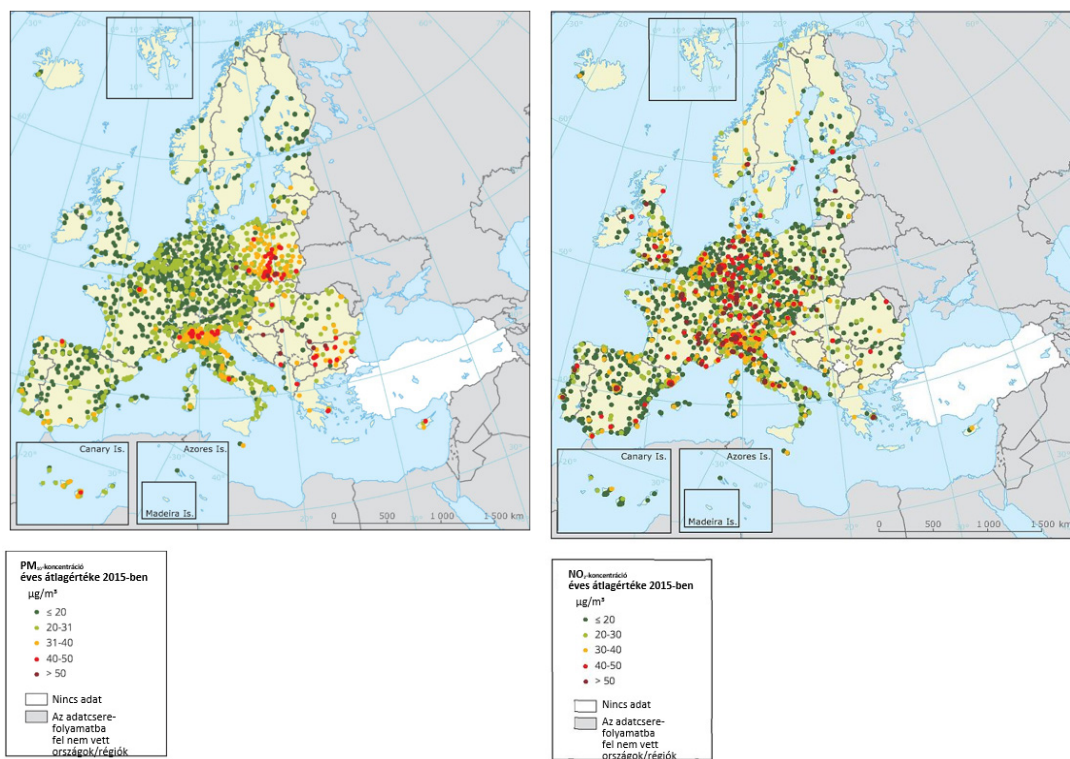 Canary Is.
Azores Is.
Madeira Is.
0 500 1 000 1 500 km
Canary Is.
Azores Is.
Madeira Is.
0 500 1 000 1 500 km
PM₁₀-koncentráció
éves átlagértéke 2015-ben
µg/m³
≤ 20
20-31
31-40
40-50
> 50
Nincs adat
Az adatcsere-
folyamatba
fel nem vett
országok/régiók
NO₂-koncentráció
éves átlagértéke 2015-ben
µg/m³
≤ 20
20-30
30-40
40-50
> 50
Nincs adat
Az adatcsere-
folyamatba
fel nem vett
országok/régiók